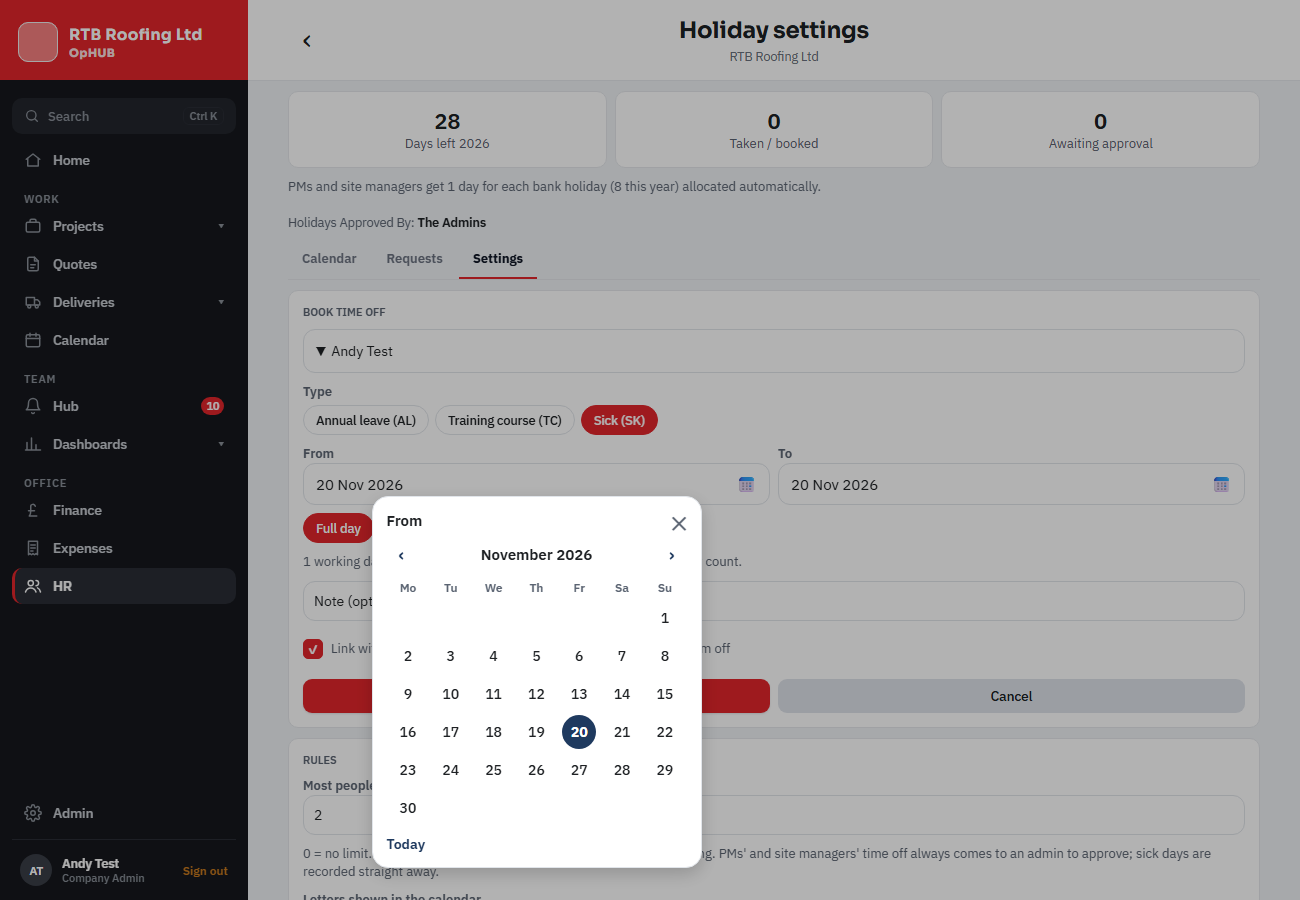 RTB Roofing Ltd
OpHUB
Search
Ctrl K
Home
WORK
Projects
Quotes
Deliveries
Calendar
TEAM
Hub
10
Dashboards
OFFICE
Finance
Expenses
HR
Admin
AT
Andy Test
Company Admin
Sign out
Holiday settings
RTB Roofing Ltd
28
Days left 2026
0
Taken / booked
0
Awaiting approval
PMs and site managers get 1 day for each bank holiday (8 this year) allocated automatically.
Holidays Approved By: The Admins
Calendar Requests Settings
BOOK TIME OFF
▼ Andy Test
Type
Annual leave (AL) Training course (TC) Sick (SK)
From To
20 Nov 2026 20 Nov 2026
Full day
1 working count.
Note
Link off
Cancel
From
November 2026
Mo Tu We Th Fr Sa Su
1
2 3 4 5 6 7 8
9 10 11 12 13 14 15
16 17 18 19 20 21 22
23 24 25 26 27 28 29
30
Today
RULES
Most people
2
0 = no limit. PMs' and site managers' time off always comes to an admin to approve; sick days are
recorded straight away.
Letters shown in the calendar